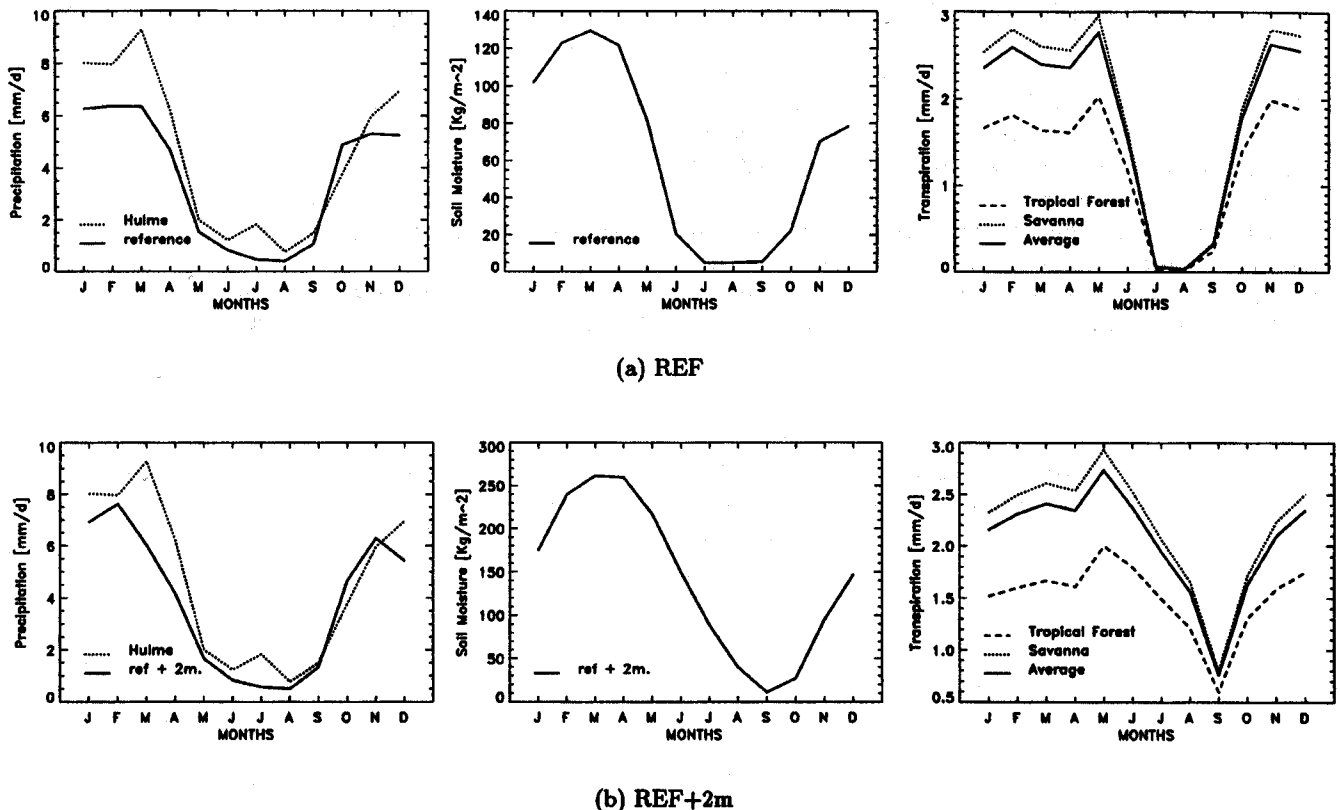 Precipitation [mm/d]
10
8
6
4
2
0
Hulme
reference
J F M A M J J A S O N D
MONTHS
Soil Moisture [Kg/m^2]
140
120
100
80
60
40
20
0
reference
J F M A M J J A S O N D
MONTHS
Transpiration [mm/d]
3
2
1
0
Tropical Forest
Savanna
Average
J F M A M J J A S O N D
MONTHS
(a) REF
Precipitation [mm/d]
10
8
6
4
2
0
Hulme
ref + 2m.
J F M A M J J A S O N D
MONTHS
Soil Moisture [Kg/m^2]
300
250
200
150
100
50
0
ref + 2m.
J F M A M J J A S O N D
MONTHS
Transpiration [mm/d]
3.0
2.5
2.0
1.5
1.0
0.5
Tropical Forest
Savanna
Average
J F M A M J J A S O N D
MONTHS
(b) REF+2m